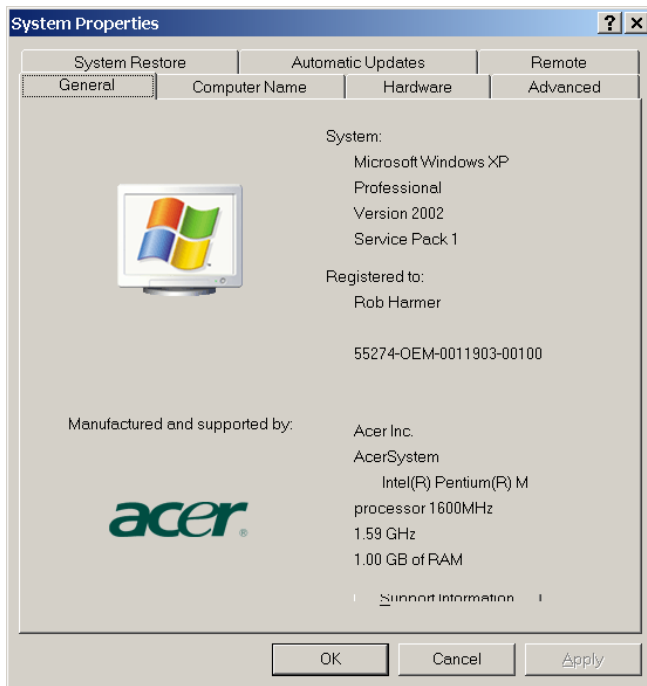 System Properties
System Restore
Automatic Updates
Remote
General
Computer Name
Hardware
Advanced
System:
Microsoft Windows XP
Professional
Version 2002
Service Pack 1
Registered to:
Rob Harmer
55274-OEM-0011903-00100
Manufactured and supported by:
acer®
Acer Inc.
AcerSystem
Intel(R) Pentium(R) M
processor 1600MHz
1.59 GHz
1.00 GB of RAM
Support Information
OK
Cancel
Apply